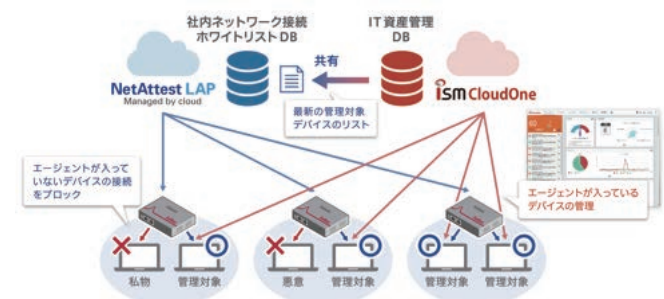 社内ネットワーク接続
ホワイトリストDB
IT資産管理
DB
共有
NetAttest LAP
Managed by cloud
ism CloudOne
最新の管理対象
デバイスのリスト
エージェントが入って
いないデバイスの接続
をブロック
エージェントが入っている
デバイスの管理
私物
管理対象
悪意
管理対象
管理対象
管理対象